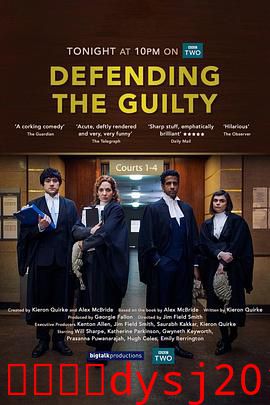 TONIGHT AT 10PM ON BBC TWO
DEFENDING
THE GUILTY
'A corking comedy' 'Acute, deftly rendered and very, very funny' 'Sharp stuff, emphatically brilliant' ★★★★★ 'Hilarious'
The Guardian The Telegraph Daily Mail The Observer
Courts 1-4
Created by Kieron Quirke and Alex McBride Based on the book by Alex McBride Written by Kieron Quirke
Produced by Georgie Fallon Directed by Jim Field Smith
Executive Producers Kenton Allen, Jim Field Smith, Saurabh Kakkar, Kieron Quirke
Starring Will Sharpe, Katherine Parkinson, Gwyneth Keyworth,
Prasanna Puwanarajah, Hugh Coles, Emily Berrington
bigtalkproductions BBC TWO
dysj20